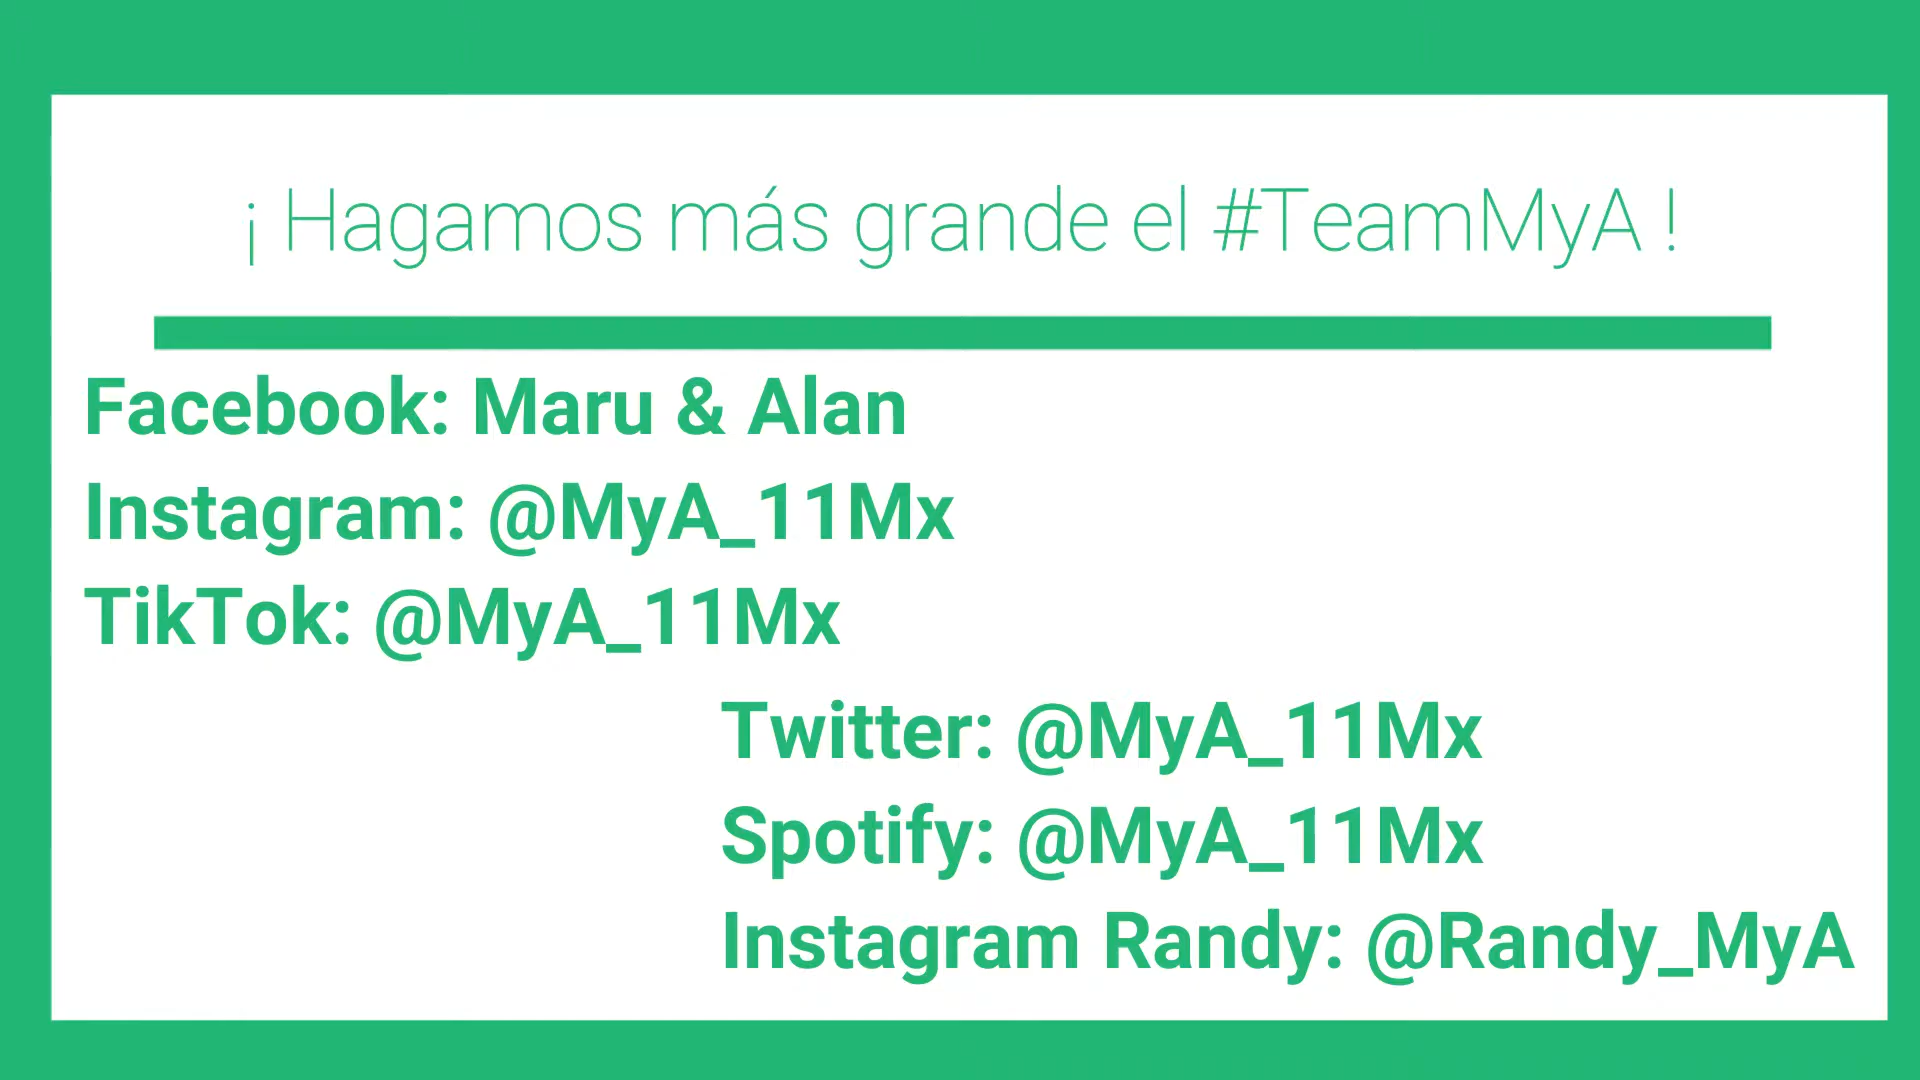 ¡ Hagamos más grande el #TeamMyA !
Facebook: Maru & Alan
Instagram: @MyA_11Mx
TikTok: @MyA_11Mx
Twitter: @MyA_11Mx
Spotify: @MyA_11Mx
Instagram Randy: @Randy_MyA